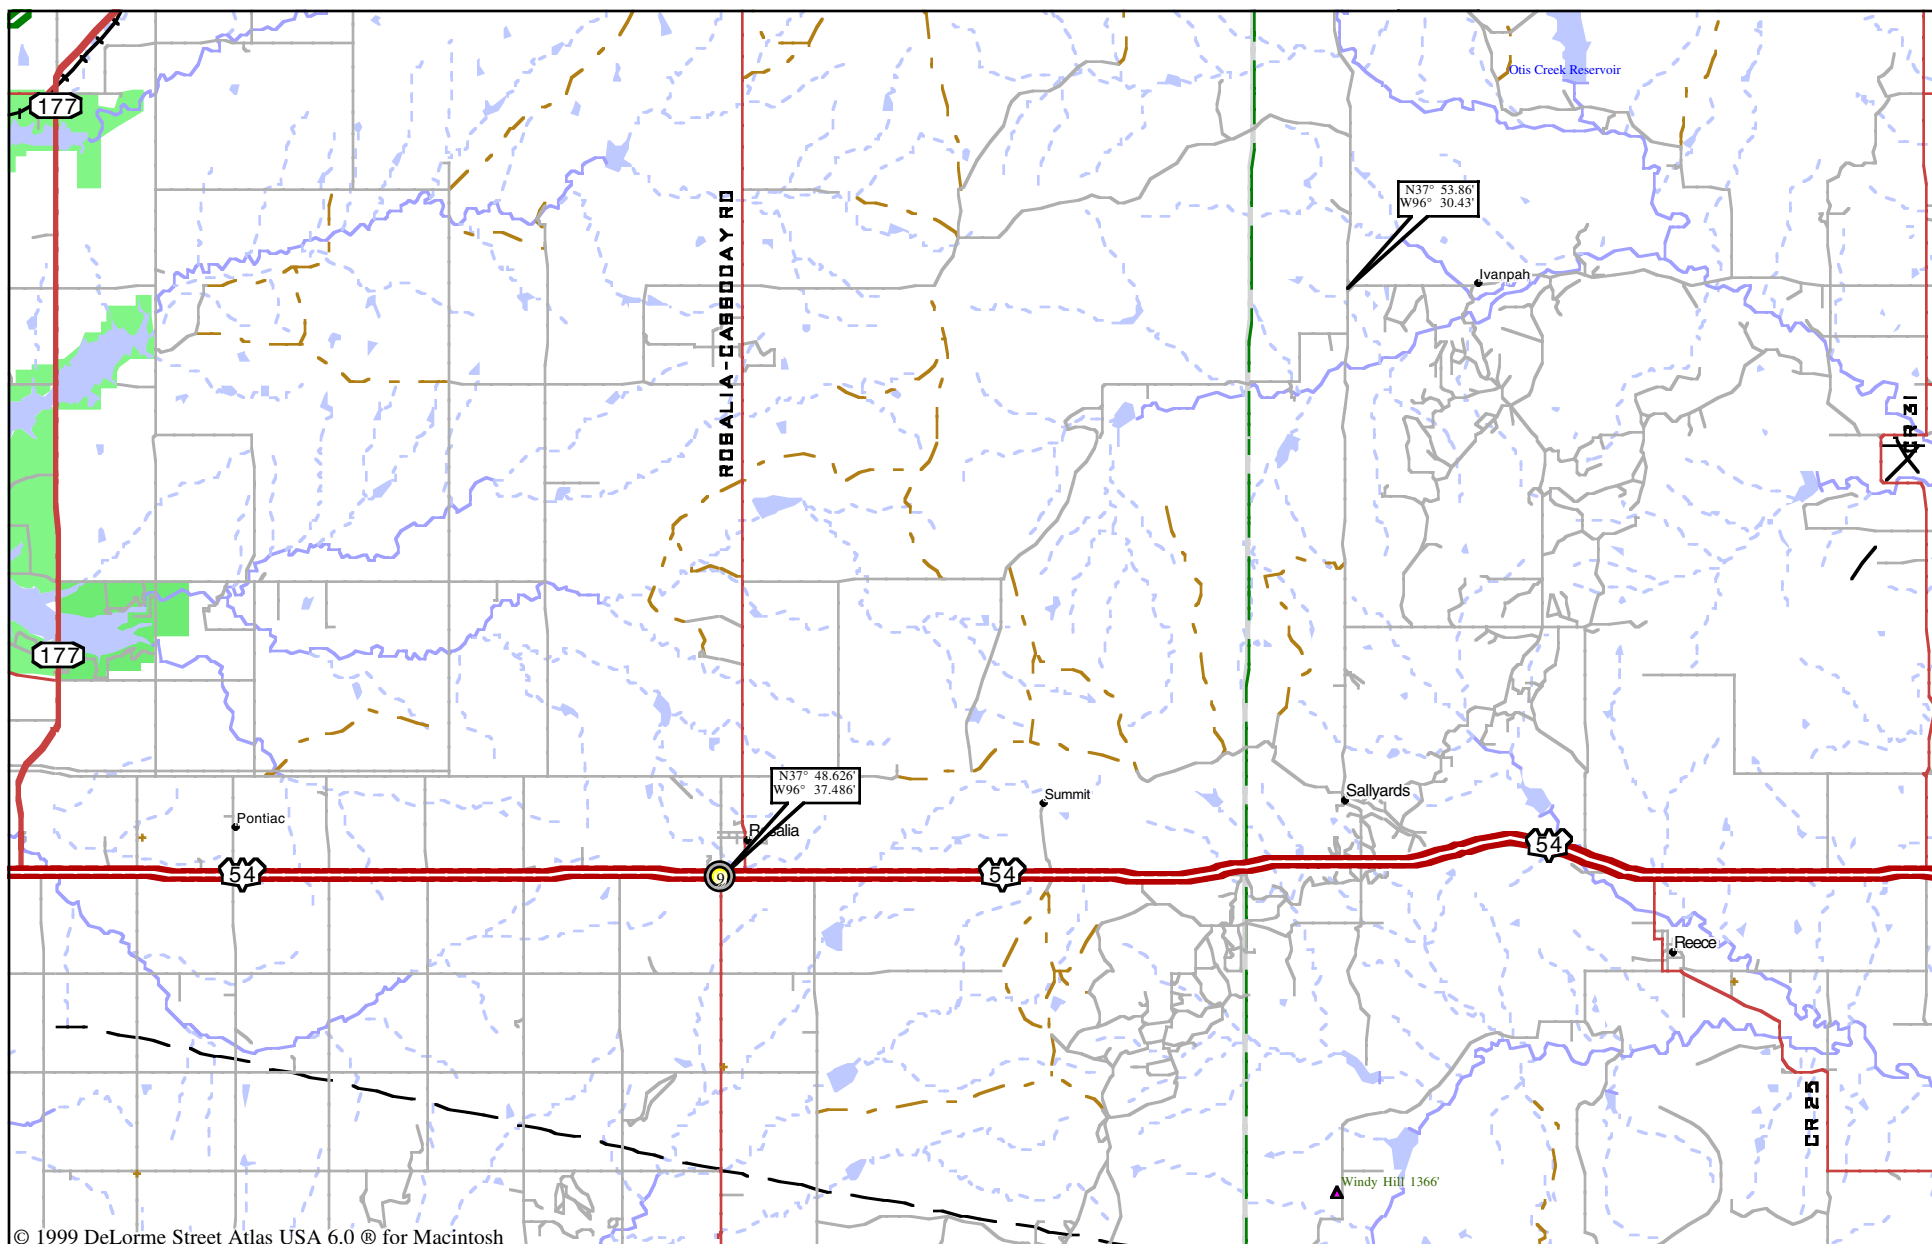 Otis Creek Reservoir
177
N37° 53.86'
W96° 30.43'
ROSALIA-CASSODAY RD
Ivanpah
CR 31
177
N37° 48.626'
W96° 37.486'
Summit
Sallyards
Pontiac
Rosalia
54
9
54
54
Reece
CR 25
Windy Hill 1366'
© 1999 DeLorme Street Atlas USA 6.0 ® for Macintosh